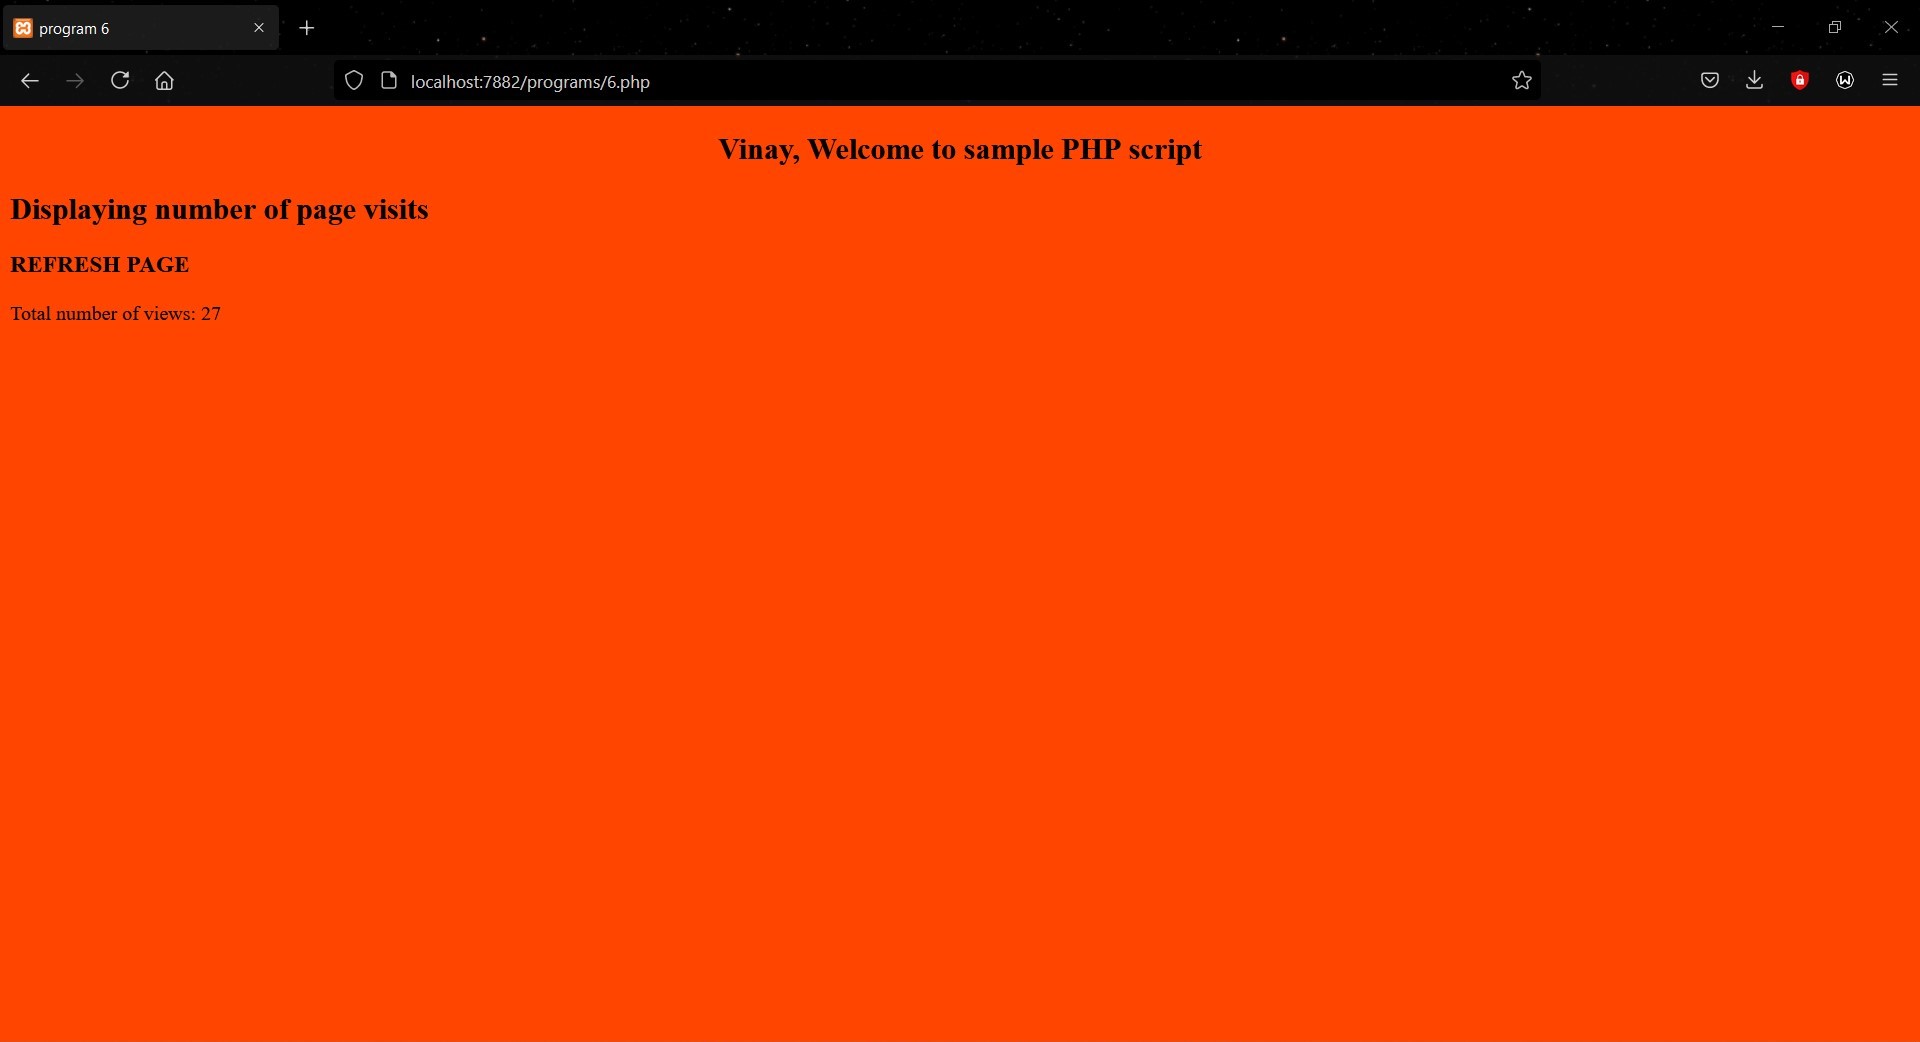 program 6
localhost:7882/programs/6.php
Vinay, Welcome to sample PHP script
Displaying number of page visits
REFRESH PAGE
Total number of views: 27